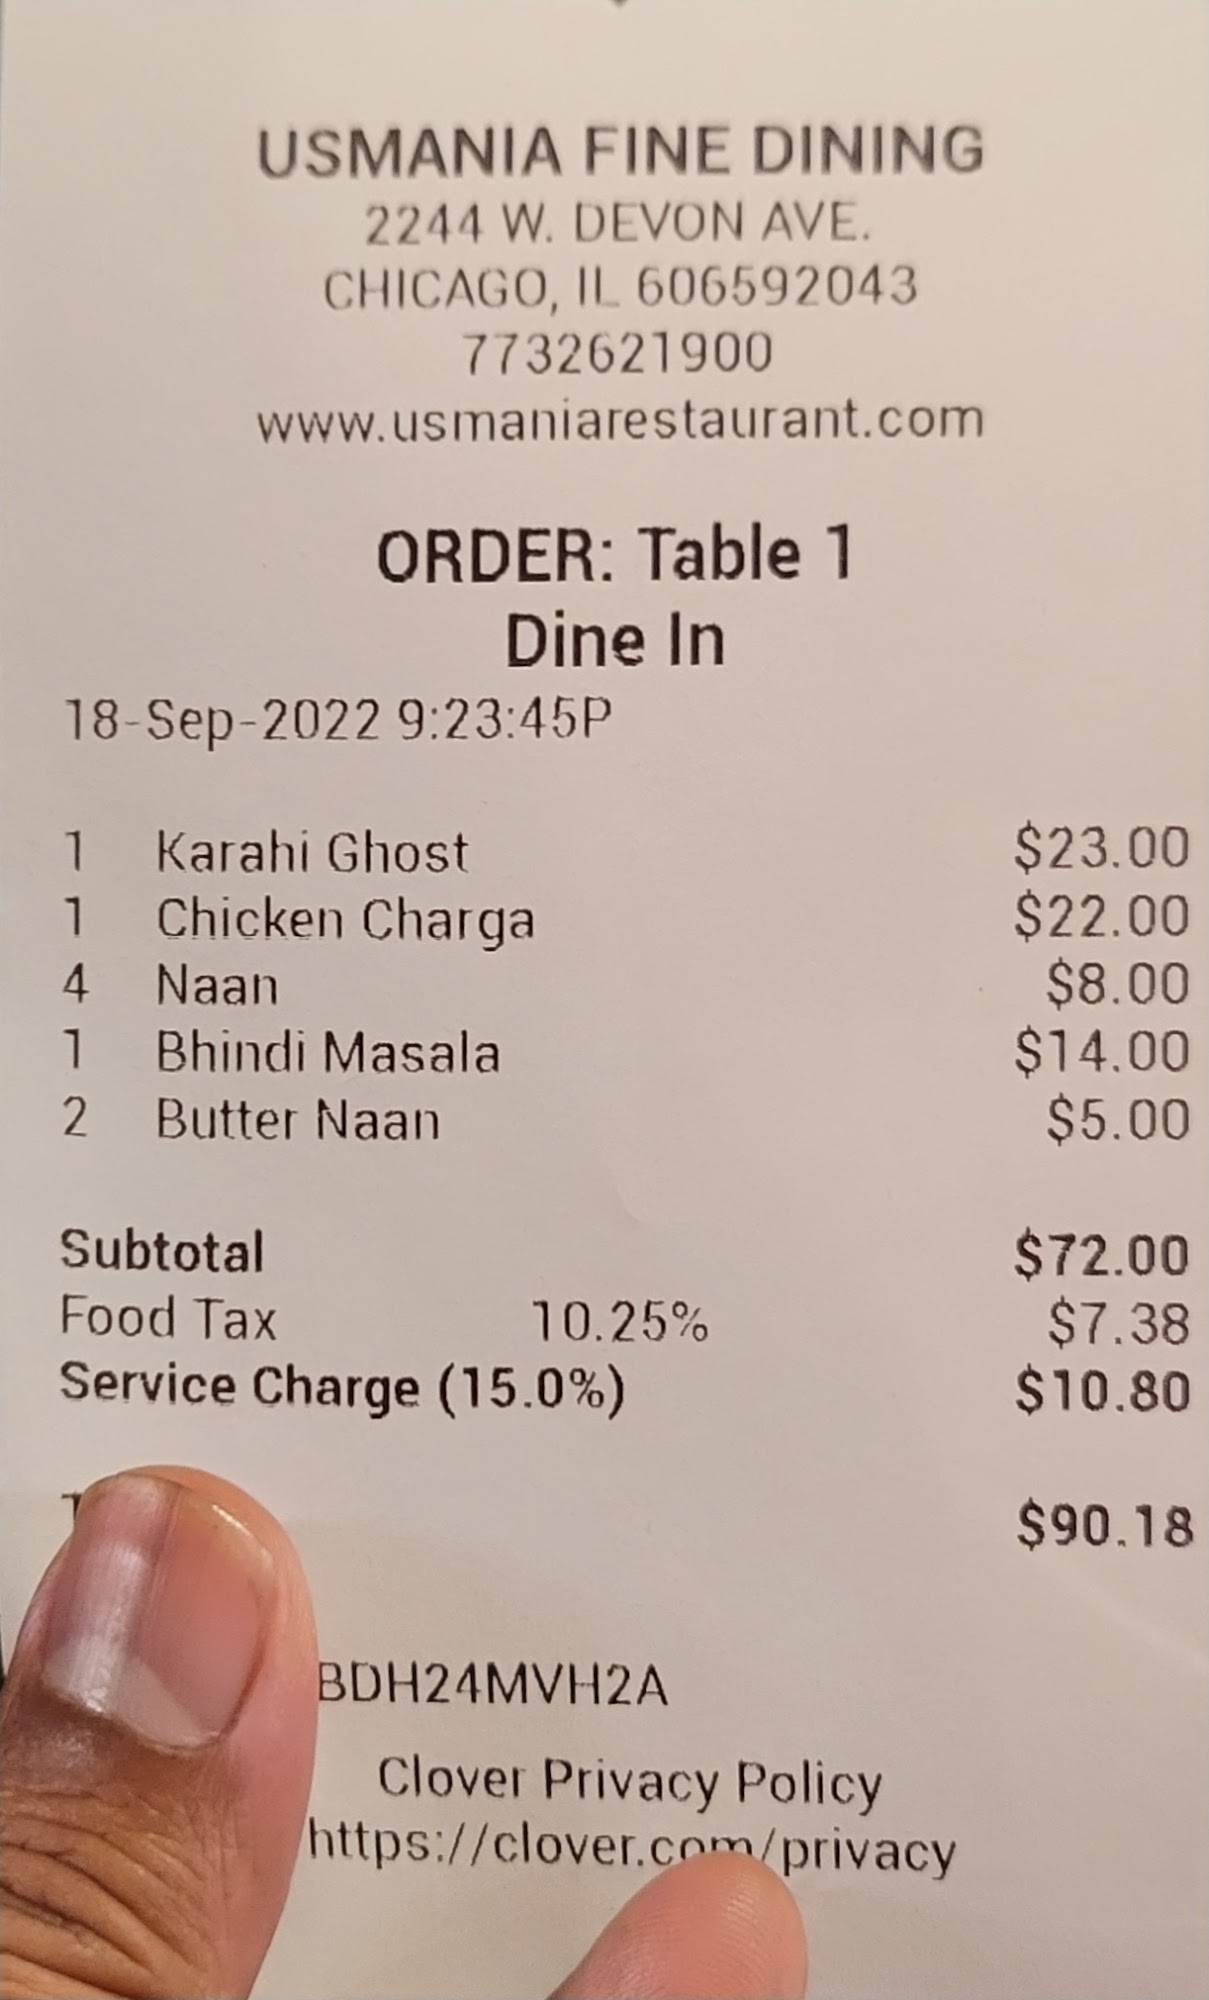 USMANIA FINE DINING
2244 W. DEVON AVE.
CHICAGO, IL 606592043
7732621900
www.usmaniarestaurant.com
ORDER: Table 1
Dine In
18-Sep-2022 9:23:45P
1 Karahi Ghost $23.00
1 Chicken Charga $22.00
4 Naan $8.00
1 Bhindi Masala $14.00
2 Butter Naan $5.00
Subtotal $72.00
Food Tax 10.25% $7.38
Service Charge (15.0%) $10.80
$90.18
BDH24MVH2A
Clover Privacy Policy
https://clover.com/privacy